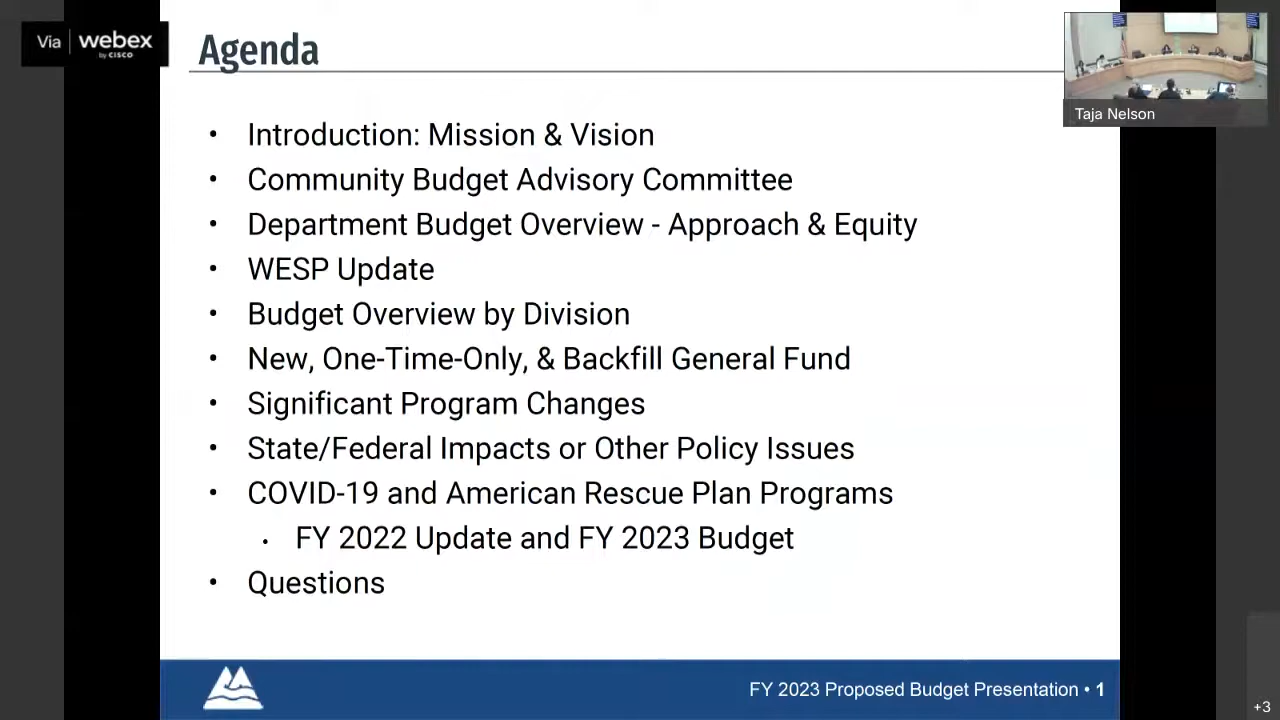 Via webex
by CISCO
Agenda
Taja Nelson
• Introduction: Mission & Vision
• Community Budget Advisory Committee
• Department Budget Overview - Approach & Equity
• WESP Update
• Budget Overview by Division
• New, One-Time-Only, & Backfill General Fund
• Significant Program Changes
• State/Federal Impacts or Other Policy Issues
• COVID-19 and American Rescue Plan Programs
• FY 2022 Update and FY 2023 Budget
• Questions
FY 2023 Proposed Budget Presentation • 1
+3